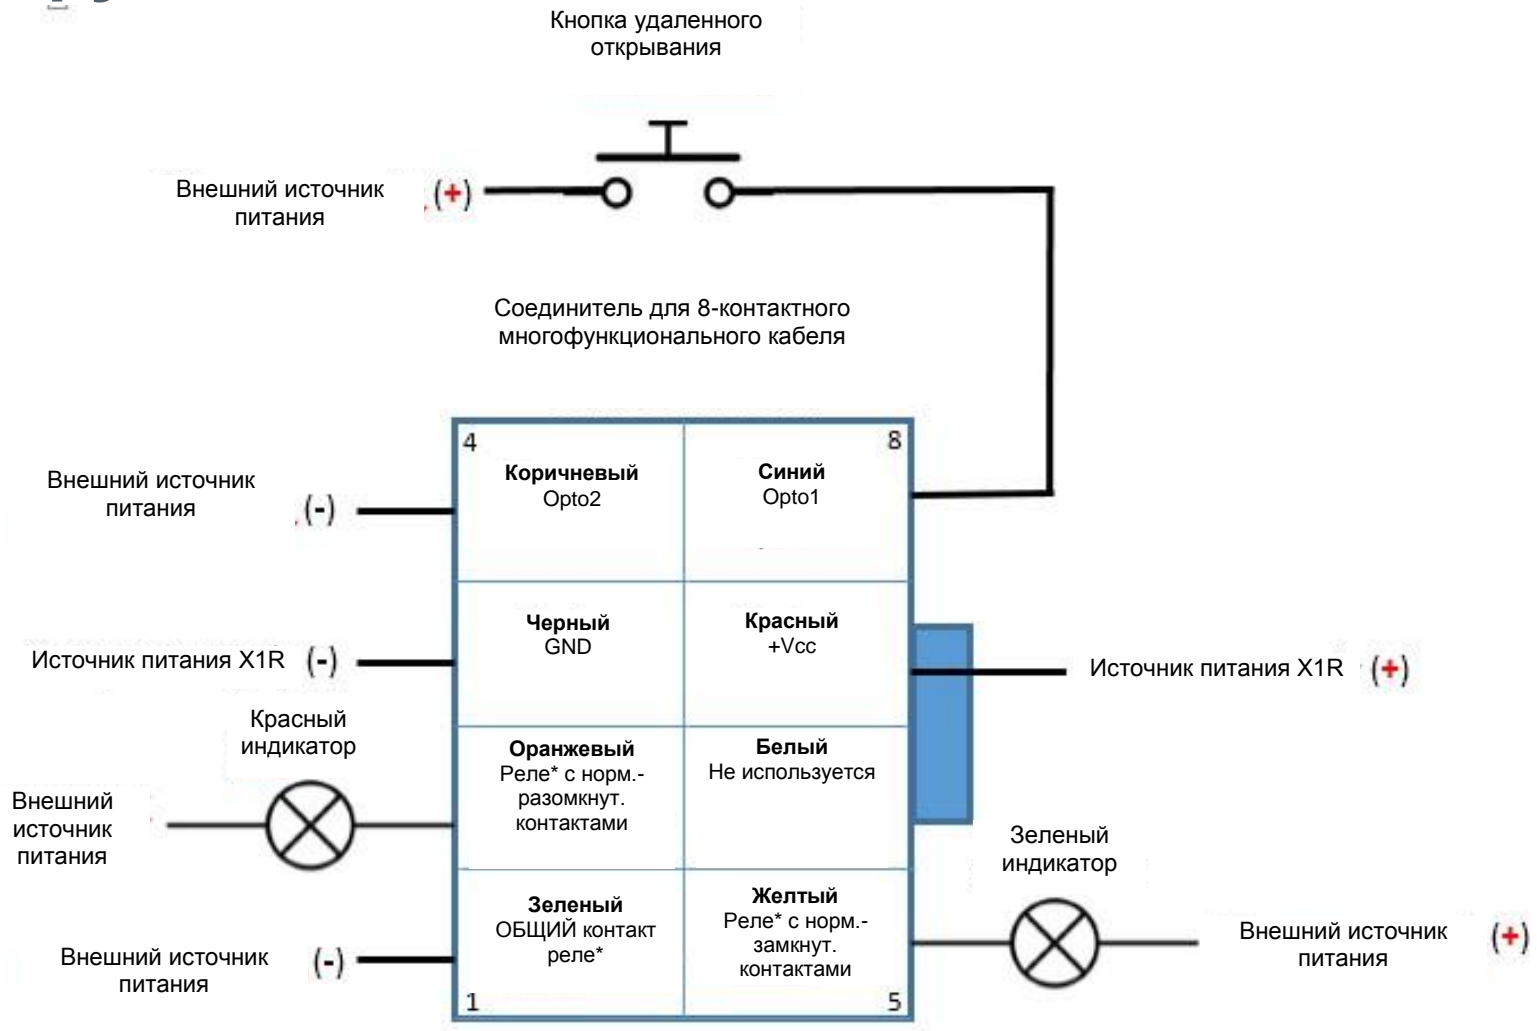 Кнопка удаленного
открывания
Внешний источник
питания
(+)
Соединитель для 8-контактного
многофункционального кабеля
4
8
Коричневый
Opto2
Синий
Opto1
Внешний источник
питания
(-)
Черный
GND
Красный
+Vcc
Источник питания X1R (-)
Источник питания X1R (+)
Красный
индикатор
Оранжевый
Реле* с норм.-
разомкнут.
контактами
Белый
Не используется
Внешний
источник
питания
Зеленый
индикатор
Зеленый
ОБЩИЙ контакт
реле*
Желтый
Реле* с норм.-
замкнут.
контактами
Внешний источник
питания
(-)
Внешний источник
питания
(+)
1
5